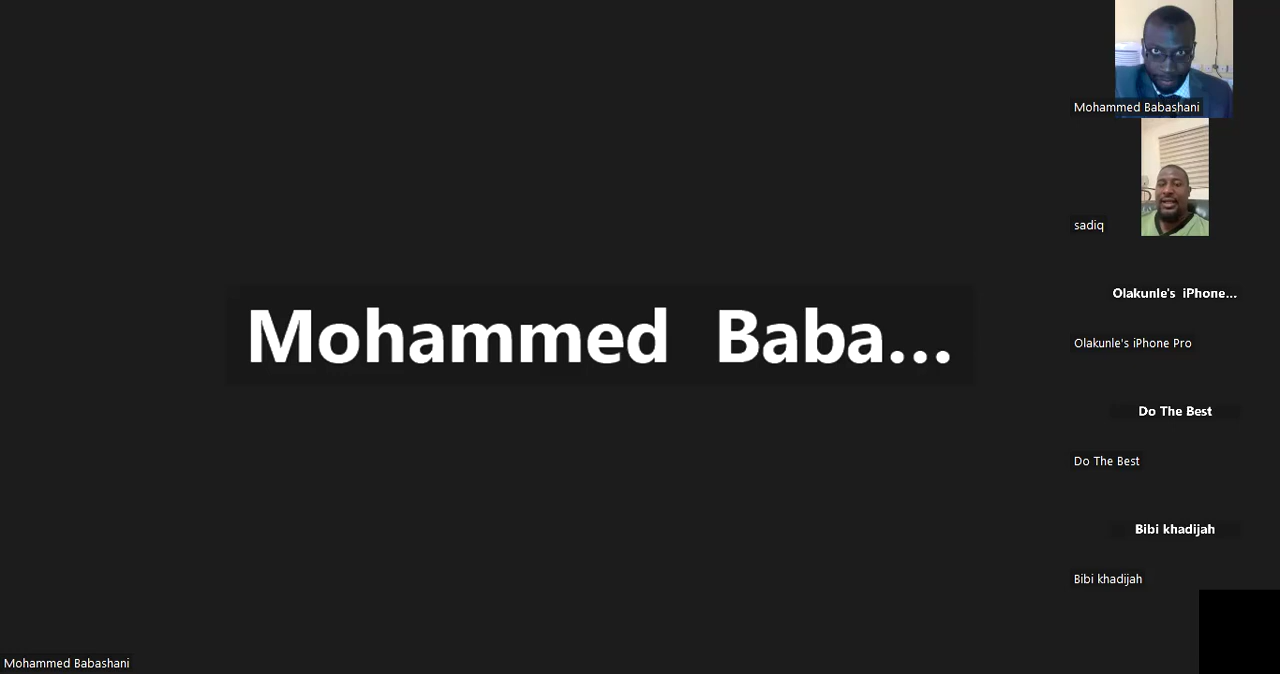 Mohammed Babashani
sadiq
Olakunle's iPhone...
Olakunle's iPhone Pro
Do The Best
Do The Best
Bibi khadijah
Bibi khadijah
Mohammed Baba...
Mohammed Babashani